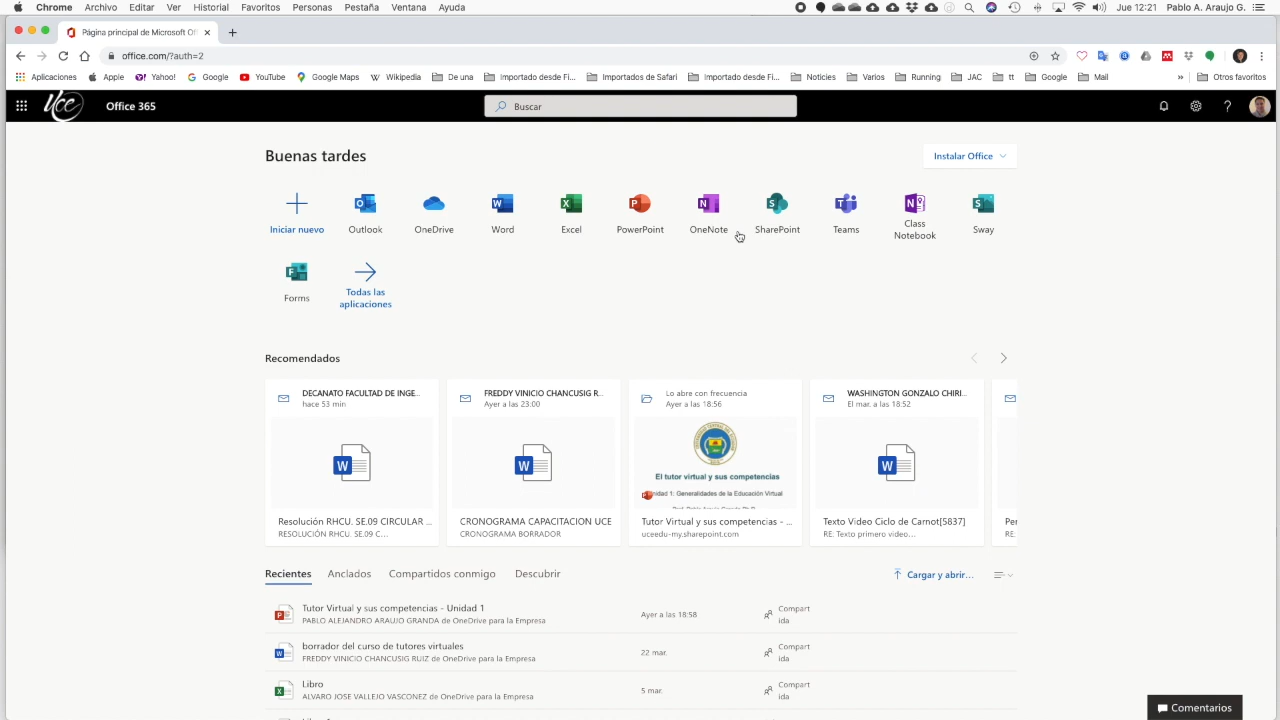 Chrome Archivo Editar Ver Historial Favoritos Personas Pestaña Ventana Ayuda Jue 12:21 Pablo A. Araujo G.
Página principal de Microsoft Of
office.com/?auth=2
Aplicaciones Apple Yahoo! Google YouTube Google Maps Wikipedia De una Importado desde Fi... Importados de Safari Importado desde Fi... Noticies Varios Running JAC tt Google Mail » Otros favoritos
UCE Office 365 Buscar ?
Buenas tardes
Instalar Office
Iniciar nuevo Outlook OneDrive Word Excel PowerPoint OneNote SharePoint Teams Class Notebook Sway
Forms Todas las aplicaciones
Recomendados
DECANATO FACULTAD DE INGE...
hace 53 min
Resolución RHCU. SE.09 CIRCULAR ...
RESOLUCIÓN RHCU. SE.09 C...
FREDDY VINICIO CHANCUSIG R...
Ayer a las 23:00
CRONOGRAMA CAPACITACION UCE
CRONOGRAMA BORRADOR
Lo abre con frecuencia
Ayer a las 18:56
El tutor virtual y sus competencias
Unidad 1: Generalidades de la Educación Virtual
Tutor Virtual y sus competencias - ...
uceedu-my.sharepoint.com
WASHINGTON GONZALO CHIRI...
El mar. a las 18:52
Texto Video Ciclo de Carnot[5837]
RE: Texto primero video...
Per
RE:
Recientes Anclados Compartidos conmigo Descubrir Cargar y abrir...
Tutor Virtual y sus competencias - Unidad 1
PABLO ALEJANDRO ARAUJO GRANDA de OneDrive para la Empresa
Ayer a las 18:58
Compart
ida
borrador del curso de tutores virtuales
FREDDY VINICIO CHANCUSIG RUIZ de OneDrive para la Empresa
22 mar.
Compart
ida
Libro
ALVARO JOSE VALLEJO VASCONEZ de OneDrive para la Empresa
5 mar.
Compart
ida
Comentarios